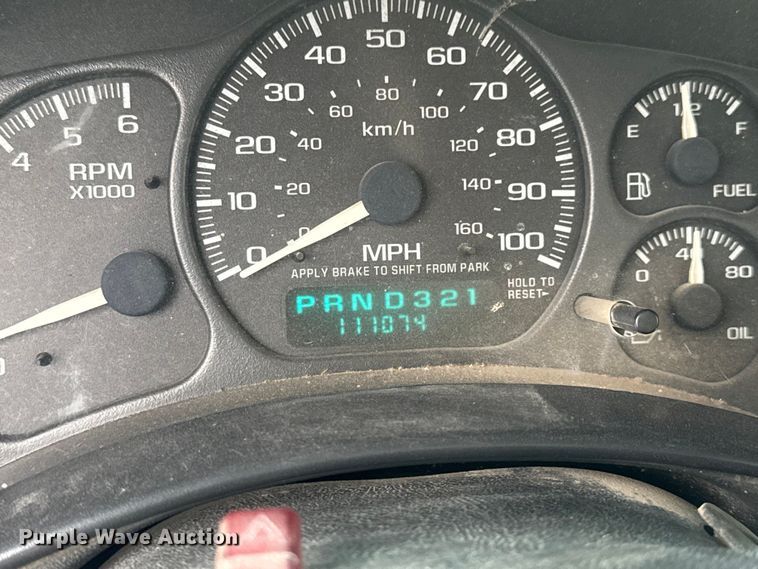 50
40 60
30 80 70
60 100
4 5 6
km/h
20 40 120 80
RPM
X1000
10 20 140 90
0 0 160 100
MPH
APPLY BRAKE TO SHIFT FROM PARK
HOLD TO
RESET
PRND321
111074
E 1/2 F
FUEL
0 40 80
OIL
0
Purple Wave Auction